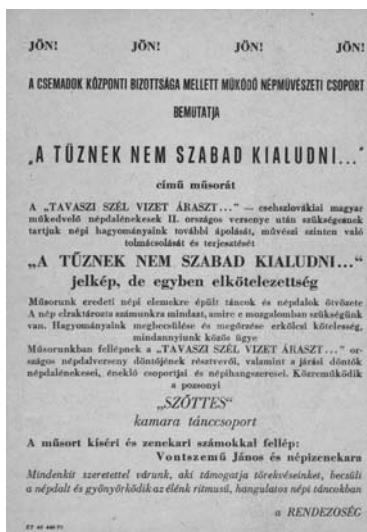 JÖN! JÖN! JÖN! JÖN!
A CSEMADOK KÖZPONTI BIZOTTSÁGA MELLETT MŰKÖDŐ NÉPMŰVÉSZETI CSOPORT
BEMUTATJA
„A TŰZNEK NEM SZABAD KIALUDNI..."
című műsorát
A „TAVASZI SZÉL VIZET ÁRASZT..." — csehszlovákiai magyar
műkedvelő népdalénekesek II. országos versenye után szükségesnek
tartjuk népi hagyományaink további ápolását, művészi szinten való
tolmácsolását és terjesztését
„A TŰZNEK NEM SZABAD KIALUDNI..."
jelkép, de egyben elkötelezettség
Műsorunk eredeti népi elemekre épült táncok és népdalok ötvözete
A nép elraktározta számunkra mindazt, amire e mozgalomban szükségünk
van. Hagyományaink megbecsülése és megőrzése erkölcsi kötelesség,
mindannyiunk közös ügye
Műsorunkban fellépnek a „TAVASZI SZÉL VIZET ÁRASZT..." or-
szágos népdalverseny döntőjének résztvevői, valamint a járási döntők
népdalénekesei, éneklő csoportjai és népihangszeresei. Közreműködik
a pozsonyi
„SZŐTTES"
kamara tánccsoport
A műsort kíséri és zenekari számokkal fellép:
Vontszemű János és népizenekara
Mindenkit szeretettel várunk, aki támogatja törekvéseinket, becsüli
a népdalt és gyönyörködik az élénk ritmusú, hangulatos népi táncokban
a RENDEZŐSÉG